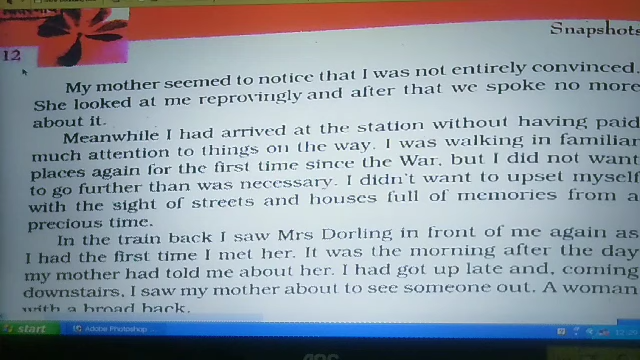 Snapshots
12
My mother seemed to notice that I was not entirely convinced.
She looked at me reprovingly and after that we spoke no more
about it.
Meanwhile I had arrived at the station without having paid
much attention to things on the way. I was walking in familiar
places again for the first time since the War, but I did not want
to go further than was necessary. I didn't want to upset myself
with the sight of streets and houses full of memories from a
precious time.
In the train back I saw Mrs Dorling in front of me again as
I had the first time I met her. It was the morning after the day
my mother had told me about her. I had got up late and, coming
downstairs, I saw my mother about to see someone out. A woman
with a broad back.
start
Adobe Photoshop